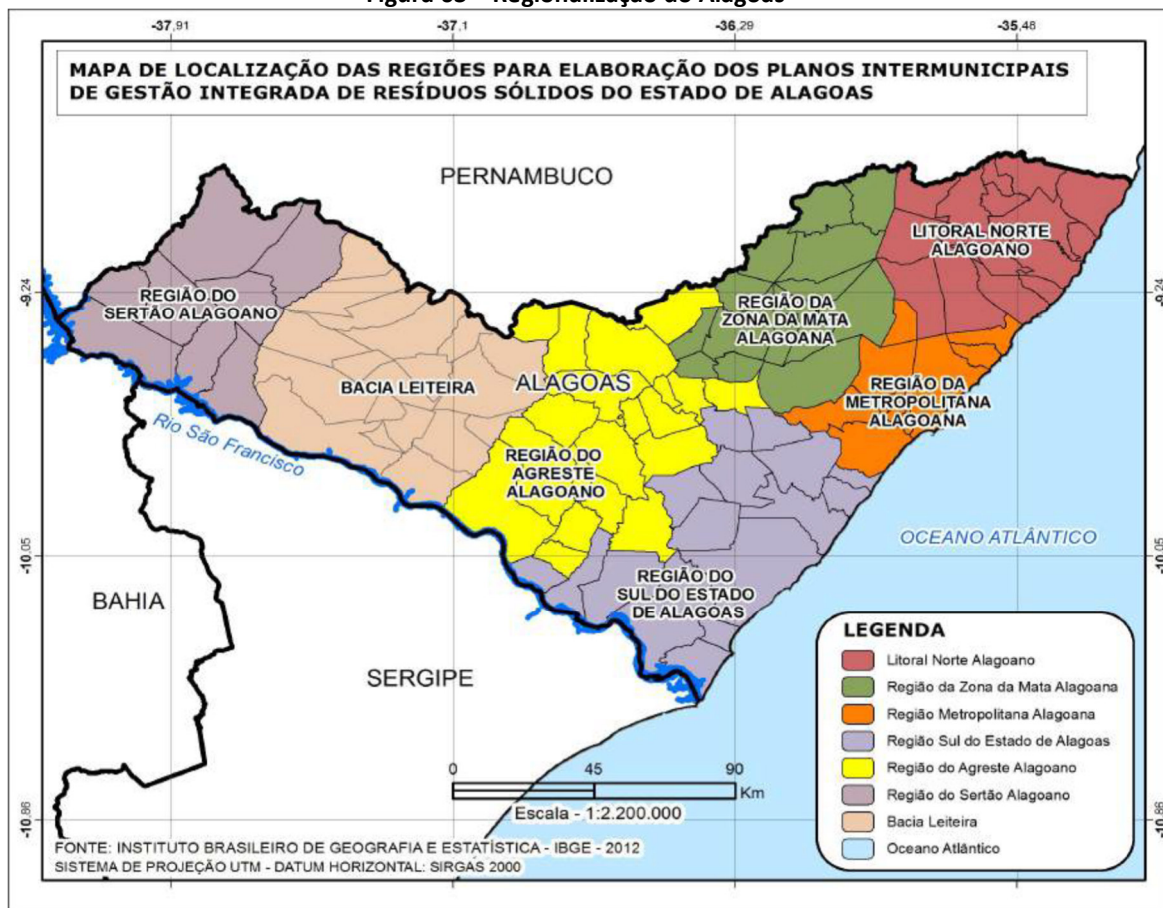 Figura 03 – Regionalização de Alagoas
-37,91
-37,1
-36,29
-35,48
MAPA DE LOCALIZAÇÃO DAS REGIÕES PARA ELABORAÇÃO DOS PLANOS INTERMUNICIPAIS
DE GESTÃO INTEGRADA DE RESÍDUOS SÓLIDOS DO ESTADO DE ALAGOAS
PERNAMBUCO
LITORAL NORTE
ALAGOANO
-9,24
-9,24
REGIÃO DO
SERTÃO ALAGOANO
REGIÃO DA
ZONA DA MATA
ALAGOANA
BACIA LEITEIRA
ALAGOAS
REGIÃO DA
METROPOLITANA
ALAGOANA
Rio São Francisco
REGIÃO DO
AGRESTE
ALAGOANO
OCEANO ATLÂNTICO
-10,05
-10,05
BAHIA
REGIÃO DO
SUL DO ESTADO
DE ALAGOAS
SERGIPE
LEGENDA
Litoral Norte Alagoano
Região da Zona da Mata Alagoana
Região Metropolitana Alagoana
Região Sul do Estado de Alagoas
Região do Agreste Alagoano
Região do Sertão Alagoano
Bacia Leiteira
Oceano Atlântico
0
45
90
Km
Escala - 1:2.200.000
-10,86
-10,86
FONTE: INSTITUTO BRASILEIRO DE GEOGRAFIA E ESTATÍSTICA - IBGE - 2012
SISTEMA DE PROJEÇÃO UTM - DATUM HORIZONTAL: SIRGAS 2000